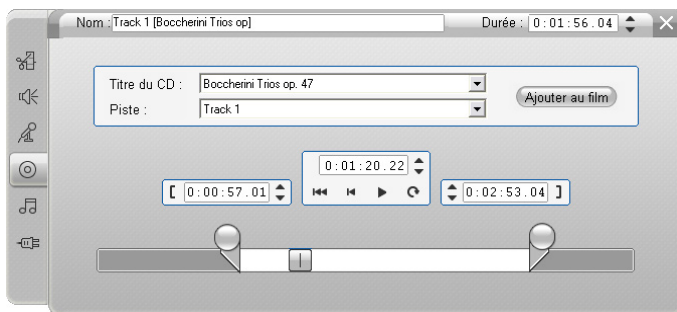 Nom : Track 1 [Boccherini Trios op] Durée : 0:01:56.04
Titre du CD : Boccherini Trios op. 47
Ajouter au film
Piste : Track 1
0:01:20.22
[ 0:00:57.01 0:02:53.04 ]